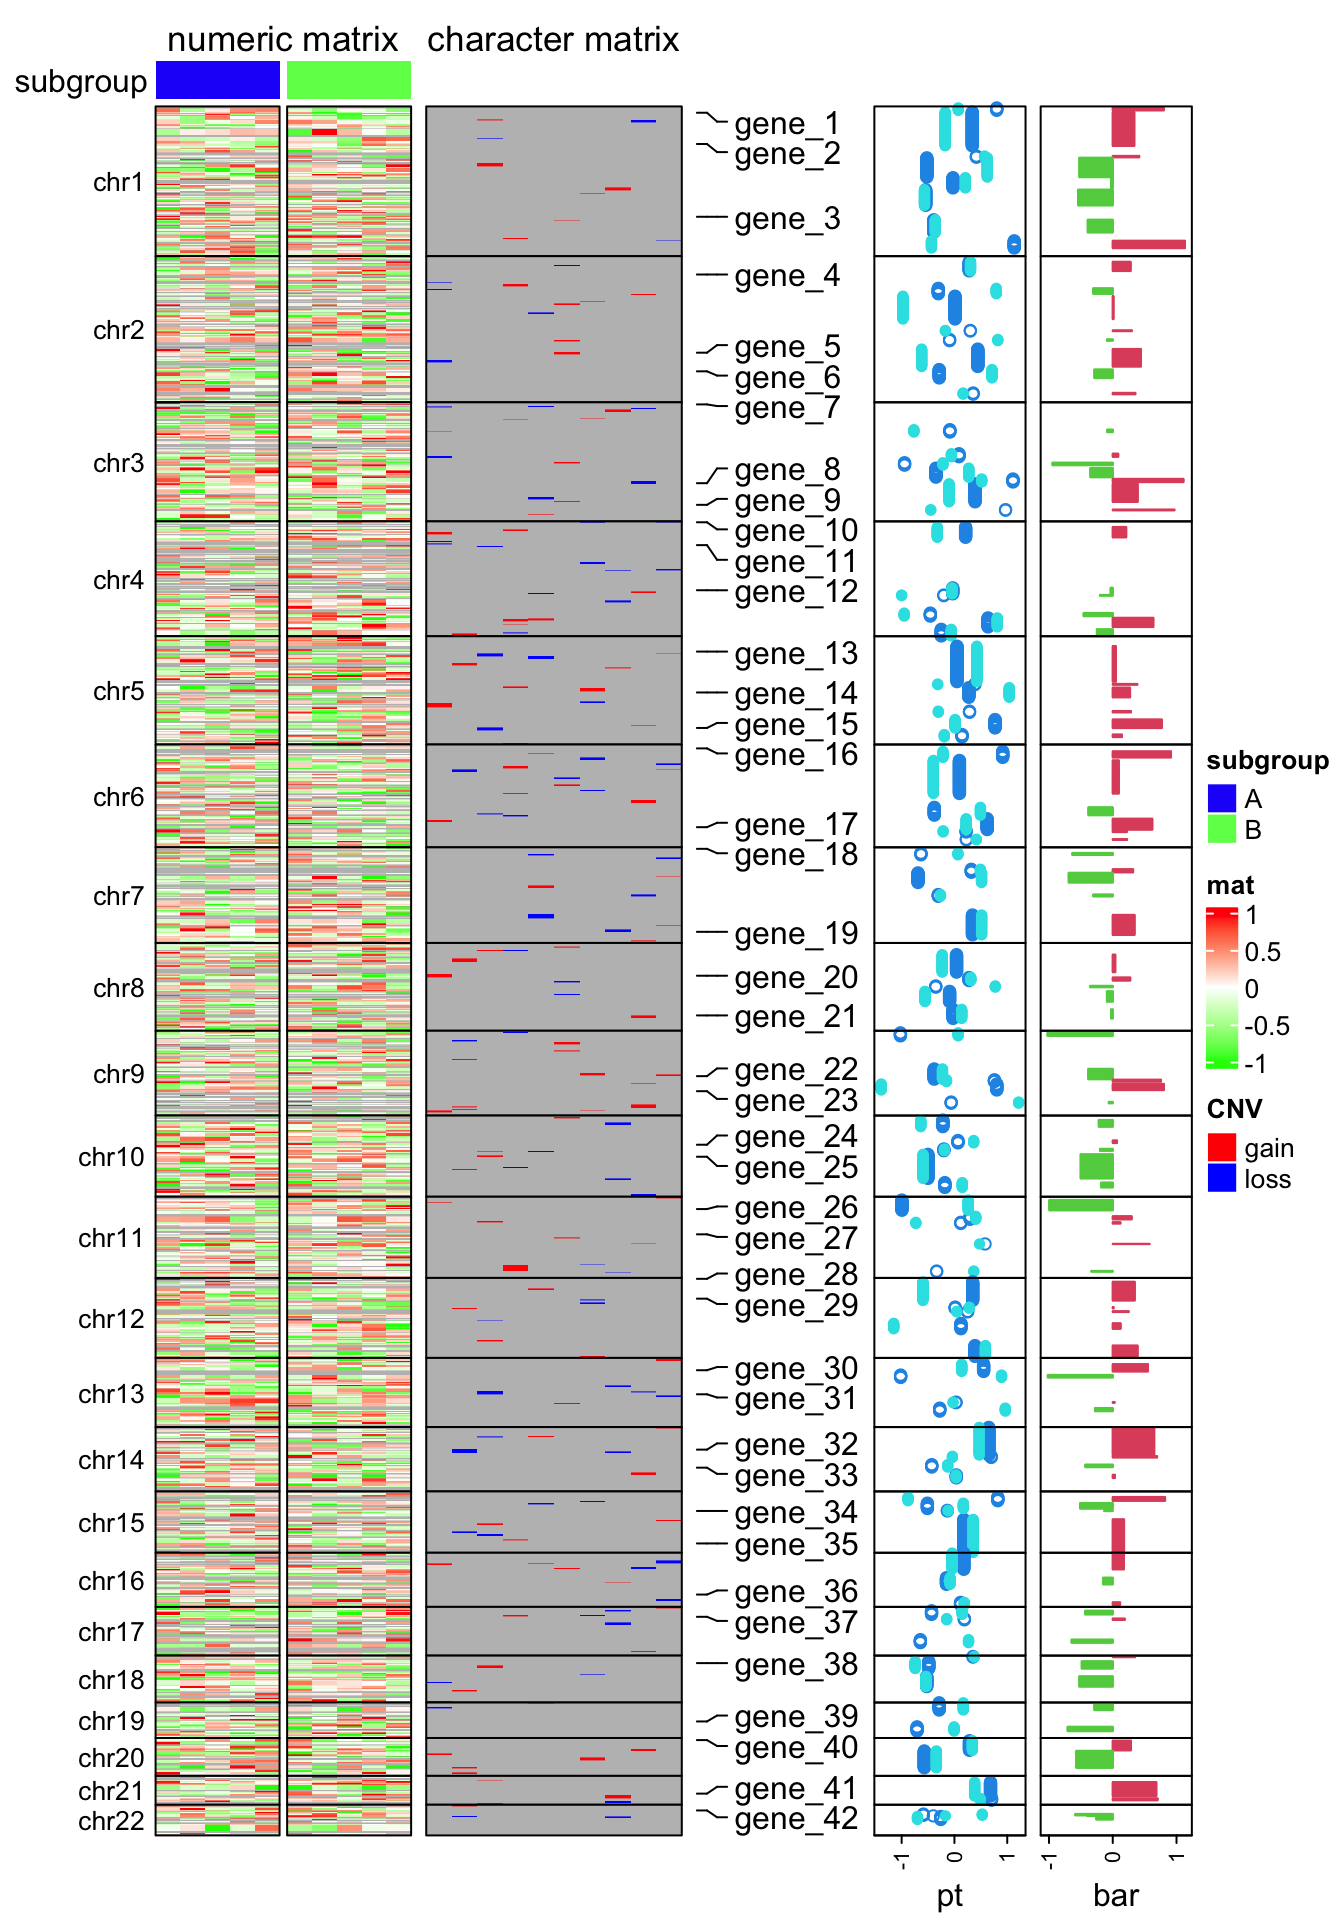 numeric matrix
character matrix
subgroup
chr1
chr2
chr3
chr4
chr5
chr6
chr7
chr8
chr9
chr10
chr11
chr12
chr13
chr14
chr15
chr16
chr17
chr18
chr19
chr20
chr21
chr22
gene_1
gene_2
gene_3
gene_4
gene_5
gene_6
gene_7
gene_8
gene_9
gene_10
gene_11
gene_12
gene_13
gene_14
gene_15
gene_16
gene_17
gene_18
gene_19
gene_20
gene_21
gene_22
gene_23
gene_24
gene_25
gene_26
gene_27
gene_28
gene_29
gene_30
gene_31
gene_32
gene_33
gene_34
gene_35
gene_36
gene_37
gene_38
gene_39
gene_40
gene_41
gene_42
-1 0 1
pt
-1 0 1
bar
subgroup
A
B
mat
1
0.5
0
-0.5
-1
CNV
gain
loss